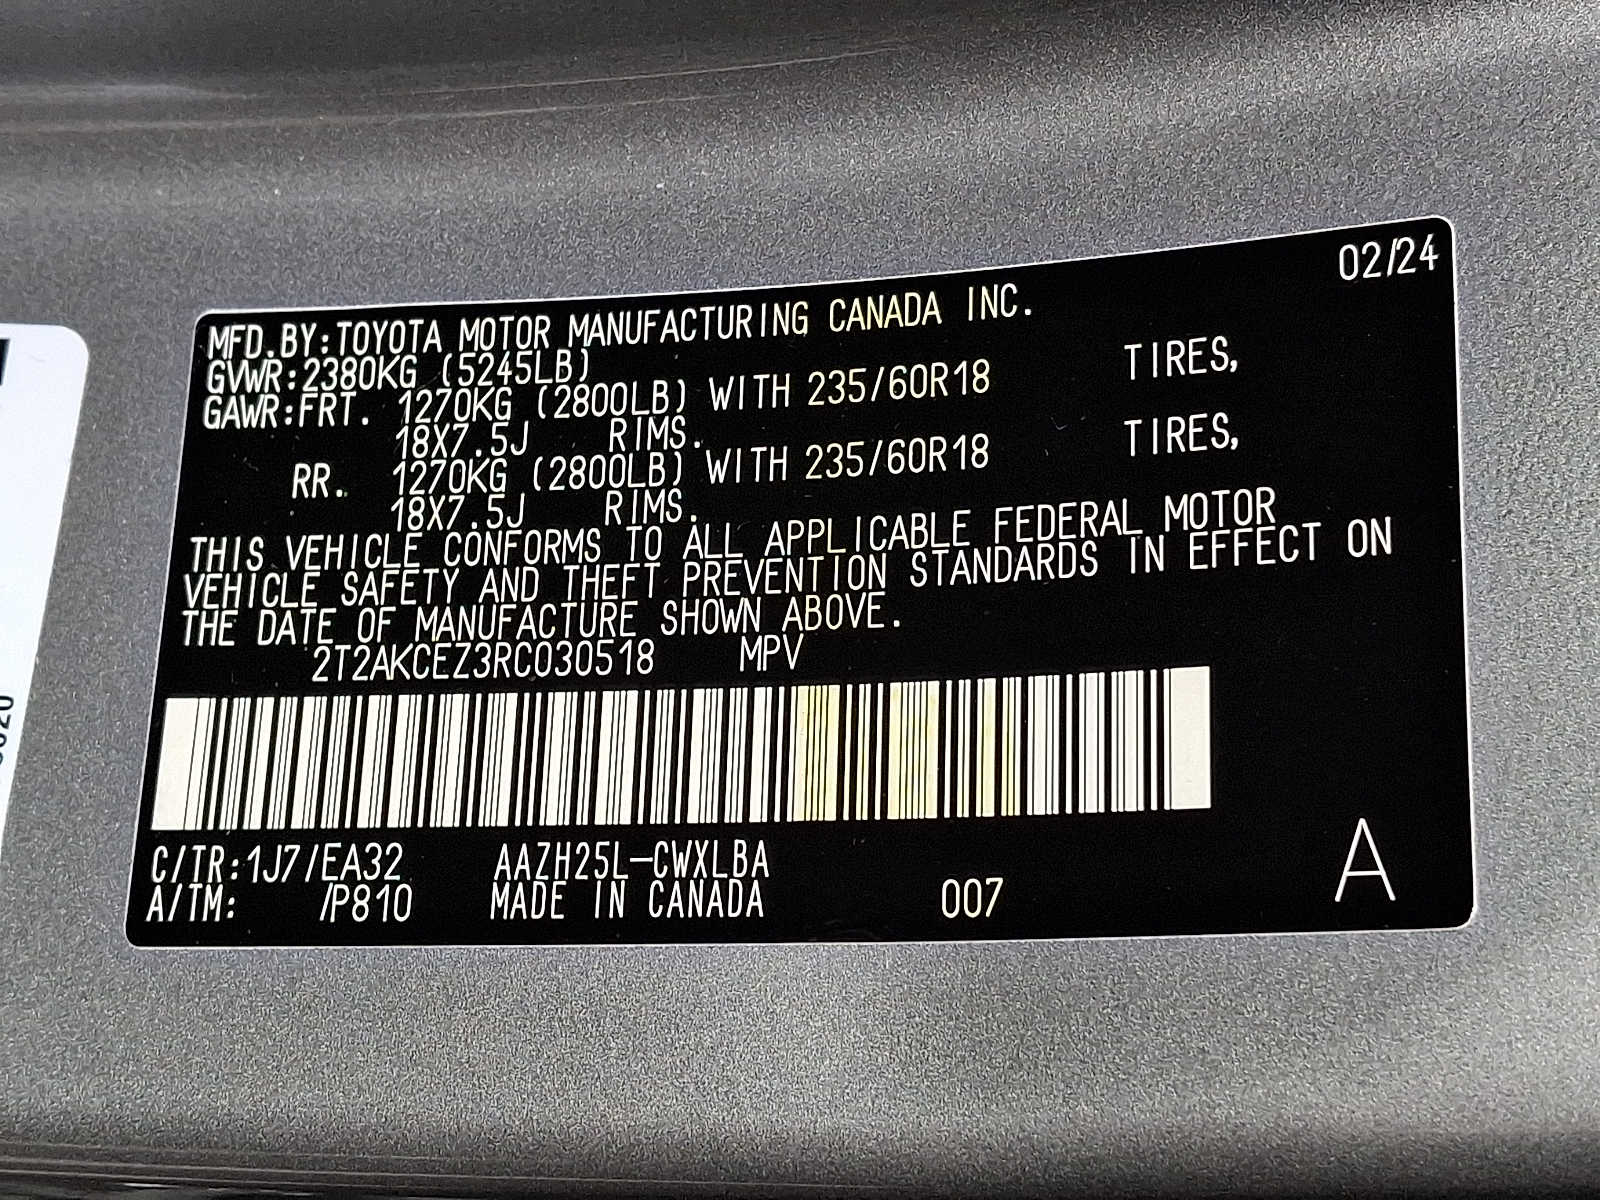 02/24
MFD.BY:TOYOTA MOTOR MANUFACTURING CANADA INC.
GVWR:2380KG (5245LB)
GAWR:FRT. 1270KG (2800LB) WITH 235/60R18 TIRES,
18X7.5J RIMS.
RR. 1270KG (2800LB) WITH 235/60R18 TIRES,
18X7.5J RIMS.
THIS VEHICLE CONFORMS TO ALL APPLICABLE FEDERAL MOTOR
VEHICLE SAFETY AND THEFT PREVENTION STANDARDS IN EFFECT ON
THE DATE OF MANUFACTURE SHOWN ABOVE.
2T2AKCEZ3RC030518 MPV
C/TR:1J7/EA32 AAZH25L-CWXLBA
A/TM: /P810 MADE IN CANADA 007 A